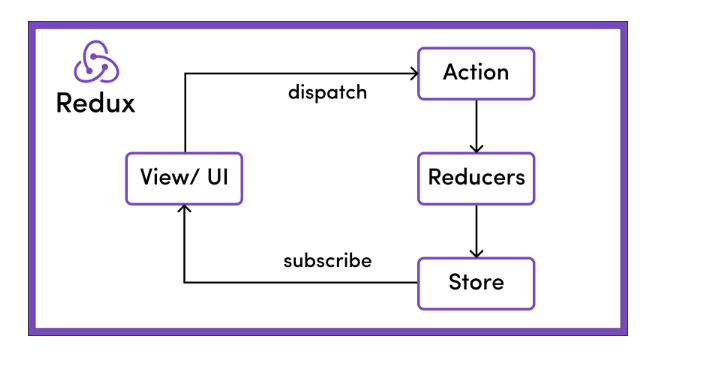 Redux
Action
dispatch
View/ UI
Reducers
subscribe
Store